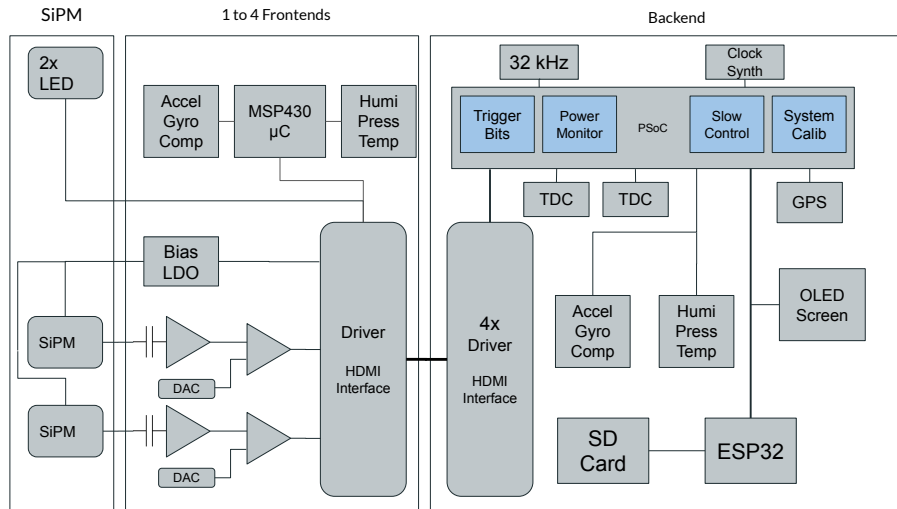 SiPM
1 to 4 Frontends
Backend
2x
LED
Accel
Gyro
Comp
MSP430
µC
Humi
Press
Temp
Bias
LDO
SiPM
DAC
SiPM
DAC
Driver
HDMI
Interface
32 kHz
Clock
Synth
Trigger
Bits
Power
Monitor
PSoC
Slow
Control
System
Calib
TDC
TDC
GPS
4x
Driver
HDMI
Interface
Accel
Gyro
Comp
Humi
Press
Temp
OLED
Screen
SD
Card
ESP32